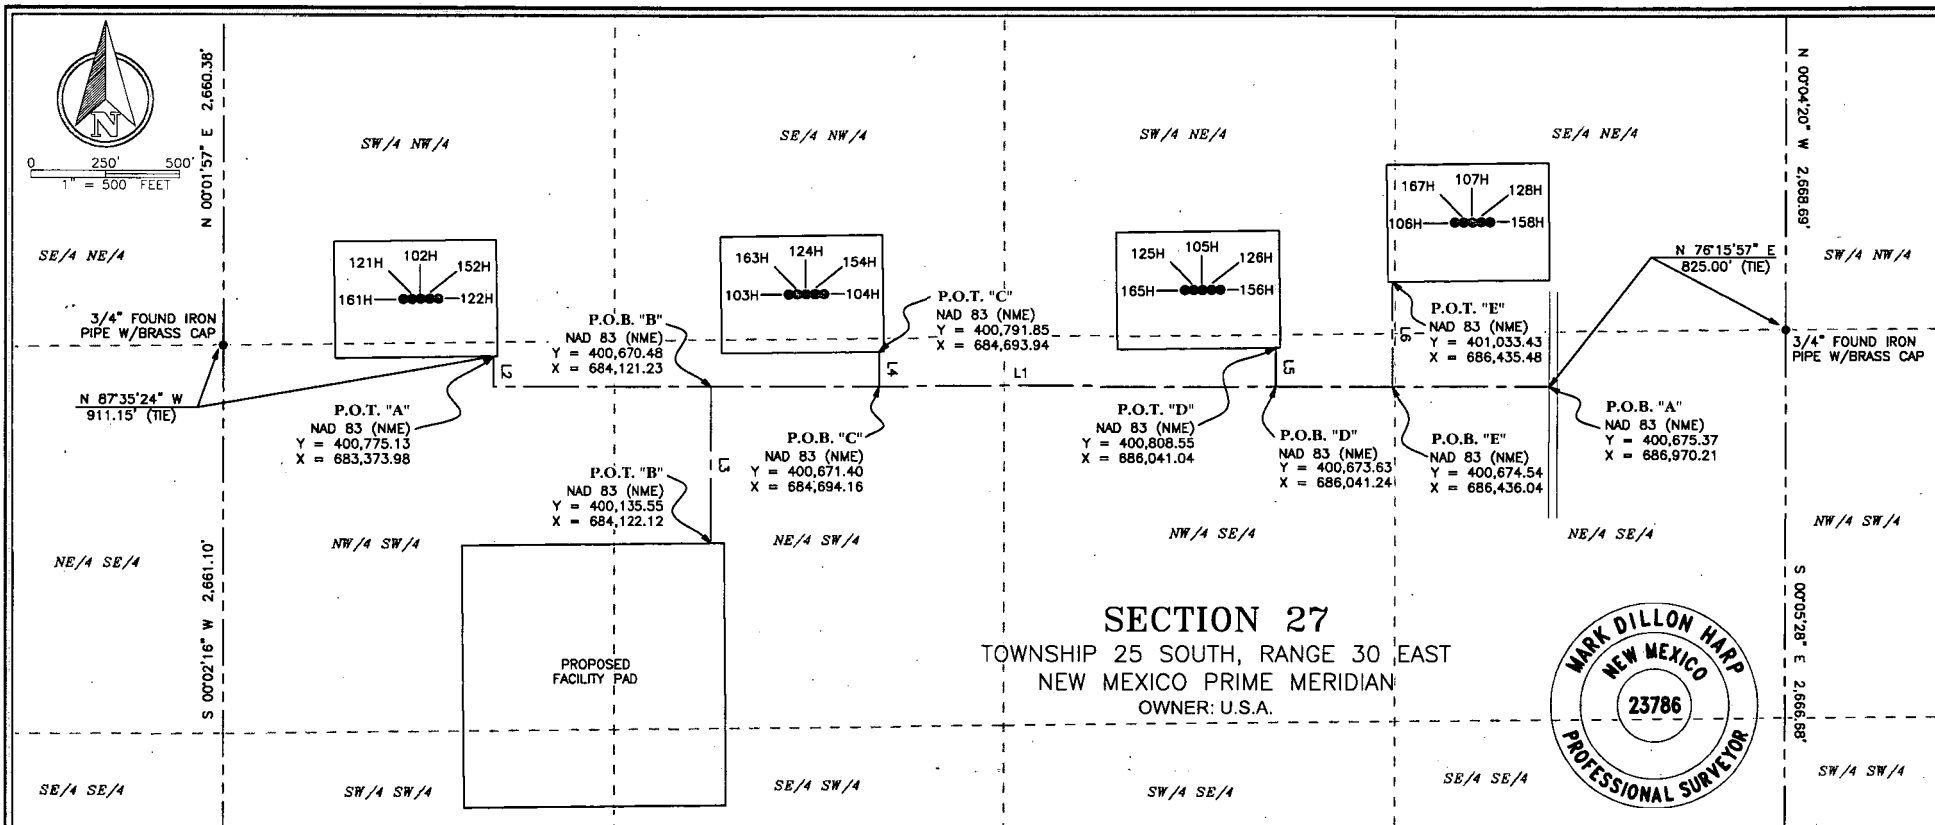 N
0 250' 500'
1" = 500 FEET
N 00°01'57" E 2,660.38'
SW/4 NW/4
SE/4 NW/4
SW/4 NE/4
SE/4 NE/4
N 00°04'20" W 2,668.69'
SE/4 NE/4
SW/4 NW/4
121H
102H
152H
161H
122H
163H
124H
154H
103H
104H
125H
105H
126H
165H
156H
167H
107H
128H
106H
158H
N 76°15'57" E
825.00' (TIE)
3/4" FOUND IRON
PIPE W/BRASS CAP
P.O.B. "B"
NAD 83 (NME)
Y = 400,670.48
X = 684,121.23
P.O.T. "C"
NAD 83 (NME)
Y = 400,791.85
X = 684,693.94
P.O.T. "E"
NAD 83 (NME)
Y = 401,033.43
X = 686,435.48
3/4" FOUND IRON
PIPE W/BRASS CAP
L2
L4
L1
L5
L6
N 87°35'24" W
911.15' (TIE)
P.O.T. "A"
NAD 83 (NME)
Y = 400,775.13
X = 683,373.98
P.O.B. "C"
NAD 83 (NME)
Y = 400,671.40
X = 684,694.16
P.O.T. "D"
NAD 83 (NME)
Y = 400,808.55
X = 686,041.04
P.O.B. "D"
NAD 83 (NME)
Y = 400,673.63
X = 686,041.24
P.O.B. "E"
NAD 83 (NME)
Y = 400,674.54
X = 686,436.04
P.O.B. "A"
NAD 83 (NME)
Y = 400,675.37
X = 686,970.21
L3
P.O.T. "B"
NAD 83 (NME)
Y = 400,135.55
X = 684,122.12
NE/4 SE/4
NW/4 SW/4
NE/4 SW/4
NW/4 SE/4
NE/4 SE/4
NW/4 SW/4
S 00°02'16" W 2,661.10'
S 00°05'28" E 2,666.68'
PROPOSED
FACILITY PAD
SECTION 27
TOWNSHIP 25 SOUTH, RANGE 30 EAST
NEW MEXICO PRIME MERIDIAN
OWNER: U.S.A.
MARK DILLON HARP
NEW MEXICO
23786
PROFESSIONAL SURVEYOR
SE/4 SE/4
SW/4 SW/4
SE/4 SW/4
SW/4 SE/4
SE/4 SE/4
SW/4 SW/4